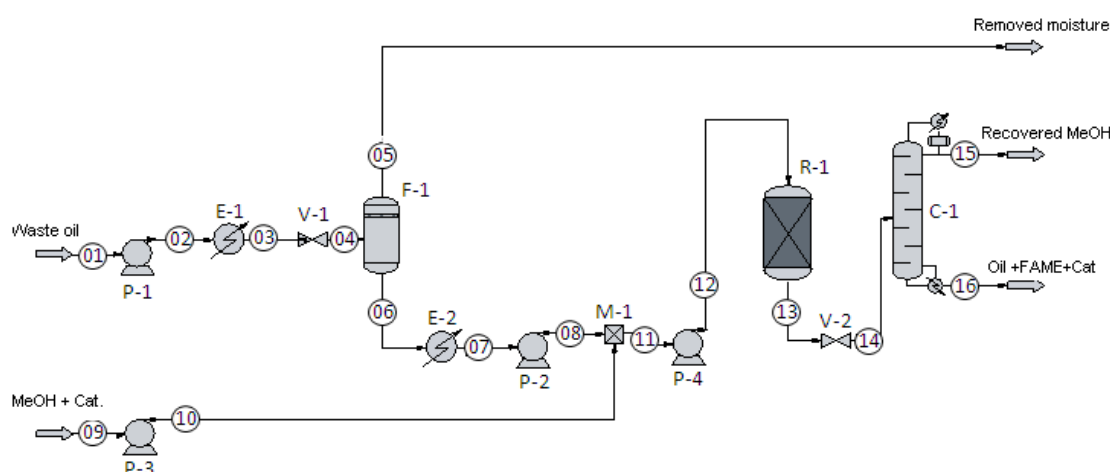 Removed moisture
05
12
Recovered MeOH
15
R-1
F-1
C-1
Waste oil
01
02
E-1
03
V-1
04
P-1
Oil +FAME+Cat
16
06
13
E-2
07
08
M-1
11
V-2
14
P-2
P-4
MeOH + Cat.
09
10
P-3